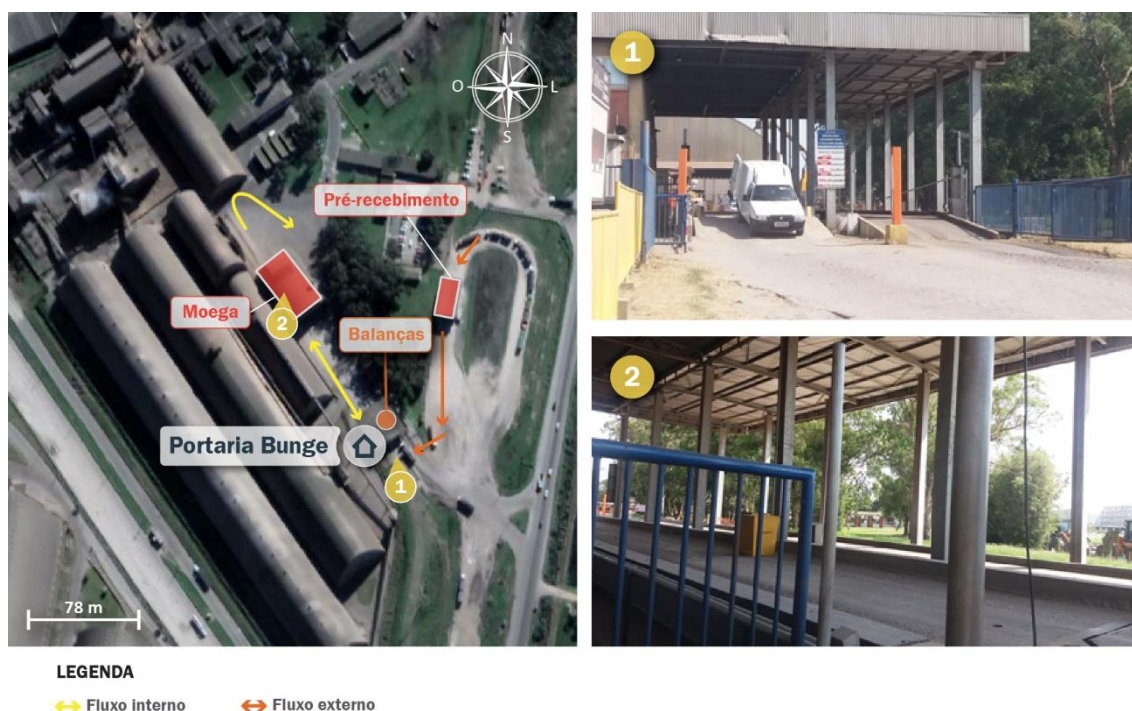 N
O
L
S
Pré-recebimento
Moega
2
Balanças
Portaria Bunge
1
78 m
1
2
LEGENDA
Fluxo interno
Fluxo externo